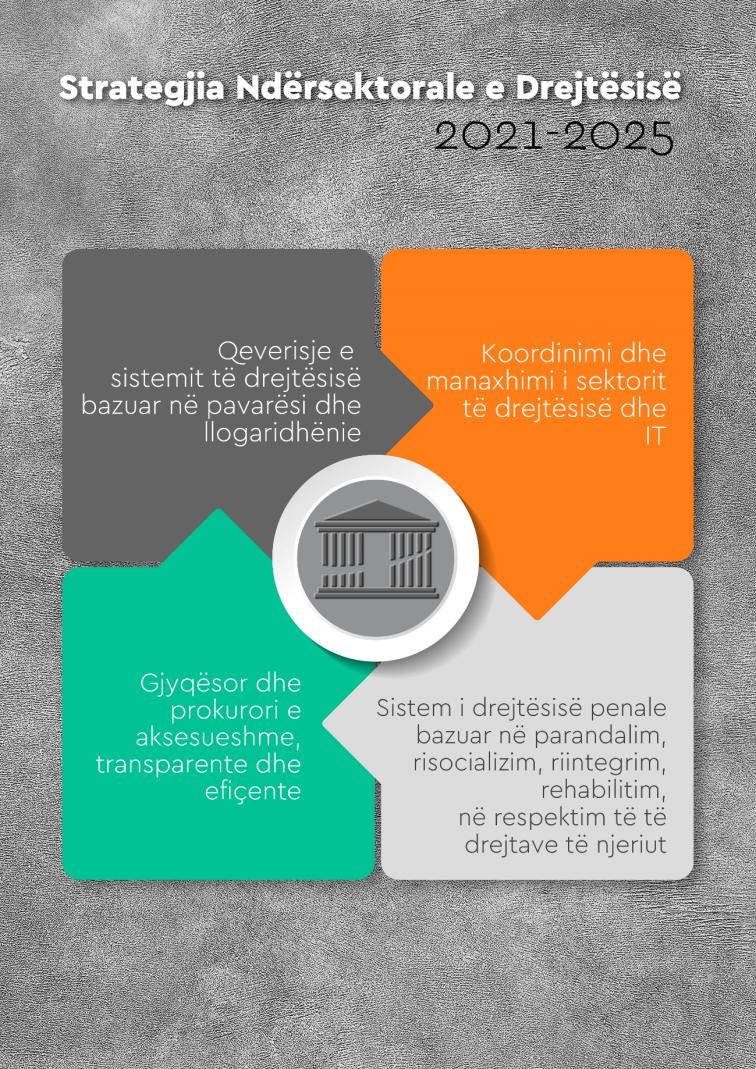 Strategjia Ndërsektorale e Drejtësisë
2021-2025
Qeverisje e
sistemit të drejtësisë
bazuar në pavarësi dhe
llogaridhënie
Koordinimi dhe
manaxhimi i sektorit
të drejtësisë dhe
IT
Gjyqësor dhe
prokurori e
aksesueshme,
transparente dhe
efiçente
Sistem i drejtësisë penale
bazuar në parandalim,
risocializim, riintegrim,
rehabilitim,
në respektim të të
drejtave të njeriut